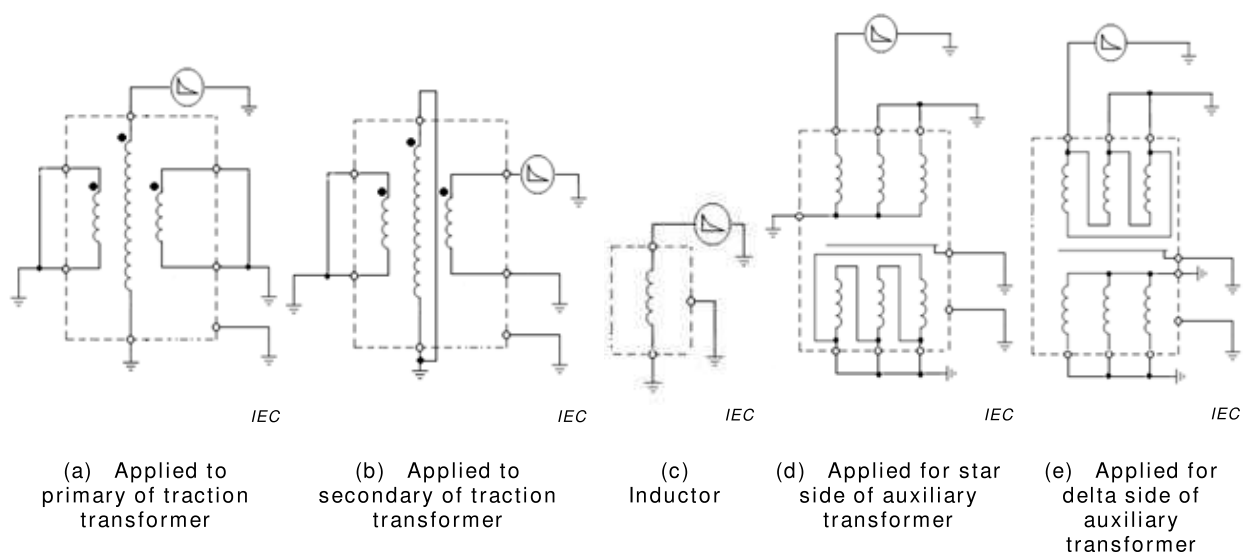 IEC
IEC
IEC
IEC
IEC
(a) Applied to
primary of traction
transformer
(b) Applied to
secondary of traction
transformer
(c)
Inductor
(d) Applied for star
side of auxiliary
transformer
(e) Applied for
delta side of
auxiliary
transformer